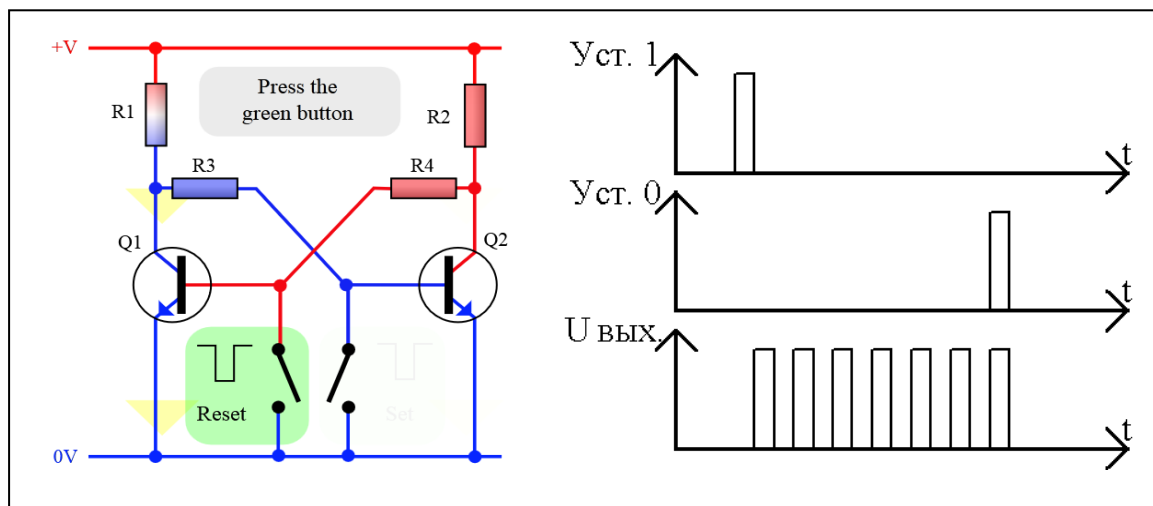 +V
Press the
green button
R1
R2
R3
R4
Q1
Q2
Reset
Set
0V
Уст. 1
t
Уст. 0
t
U вых.
t